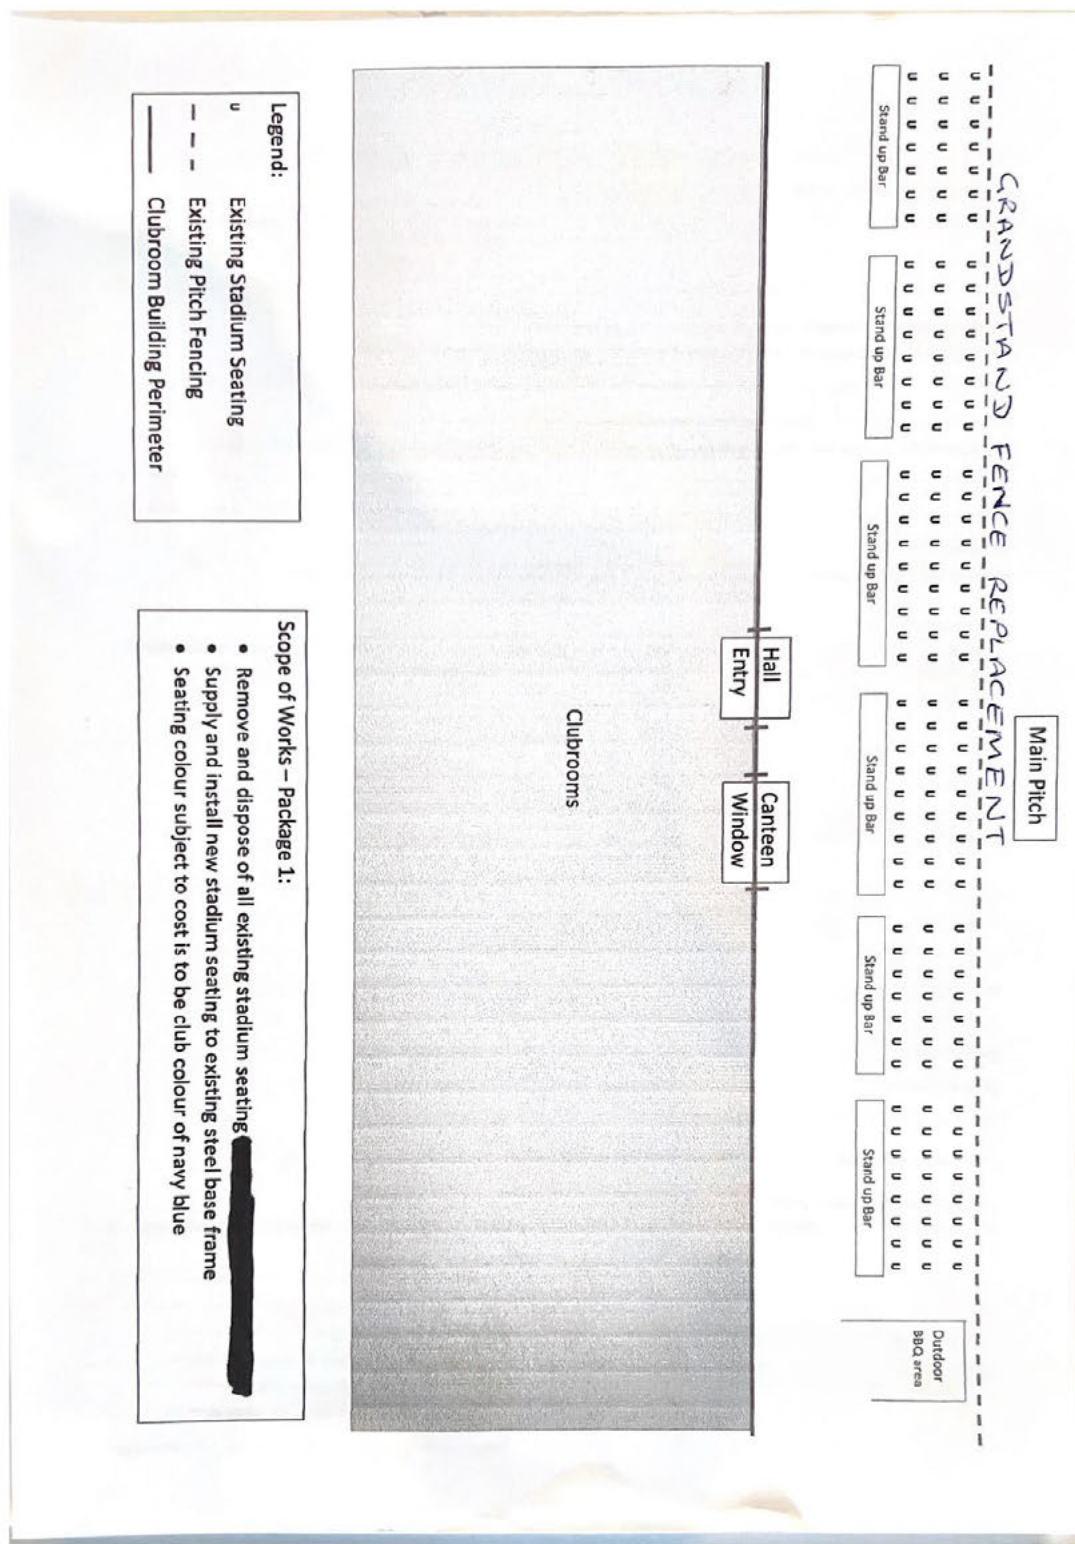 Main Pitch
GRANDSTAND FENCE REPLACEMENT
Stand up Bar
Stand up Bar
Stand up Bar
Stand up Bar
Stand up Bar
Stand up Bar
Outdoor
BBQ area
Hall
Entry
Canteen
Window
Clubrooms
Legend:
Existing Stadium Seating
Existing Pitch Fencing
Clubroom Building Perimeter
Scope of Works – Package 1:
• Remove and dispose of all existing stadium seating
• Supply and install new stadium seating to existing steel base frame
• Seating colour subject to cost is to be club colour of navy blue